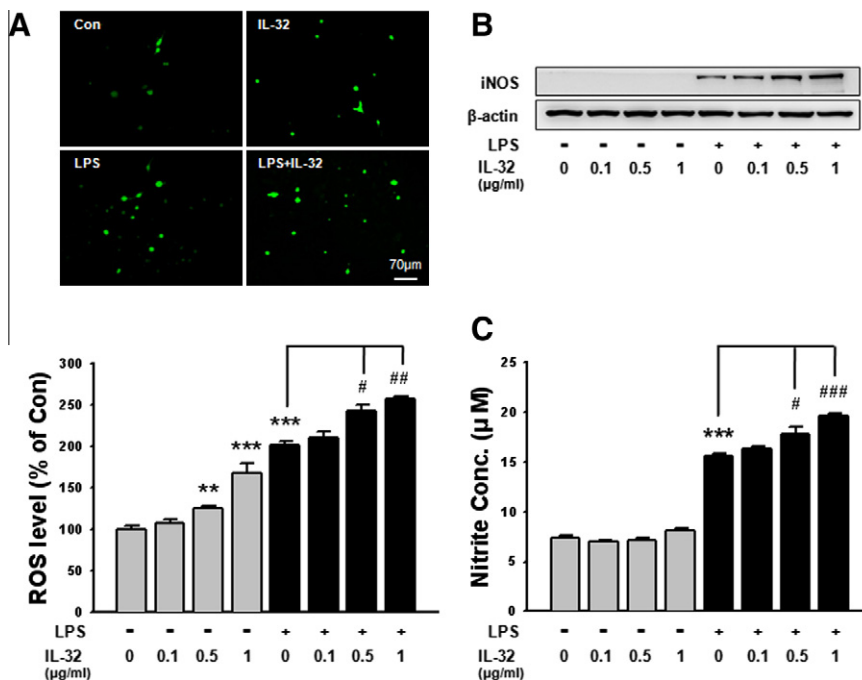 A
Con
IL-32
LPS
LPS+IL-32
70µm
B
iNOS
β-actin
LPS - - - - + + + +
IL-32 0 0.1 0.5 1 0 0.1 0.5 1
(µg/ml)
ROS level (% of Con)
300
250
200
150
100
50
0
** *** *** # ##
LPS - - - - + + + +
IL-32 0 0.1 0.5 1 0 0.1 0.5 1
(µg/ml)
C
Nitrite Conc. (µM)
25
20
15
10
5
0
*** # ###
LPS - - - - + + + +
IL-32 0 0.1 0.5 1 0 0.1 0.5 1
(µg/ml)